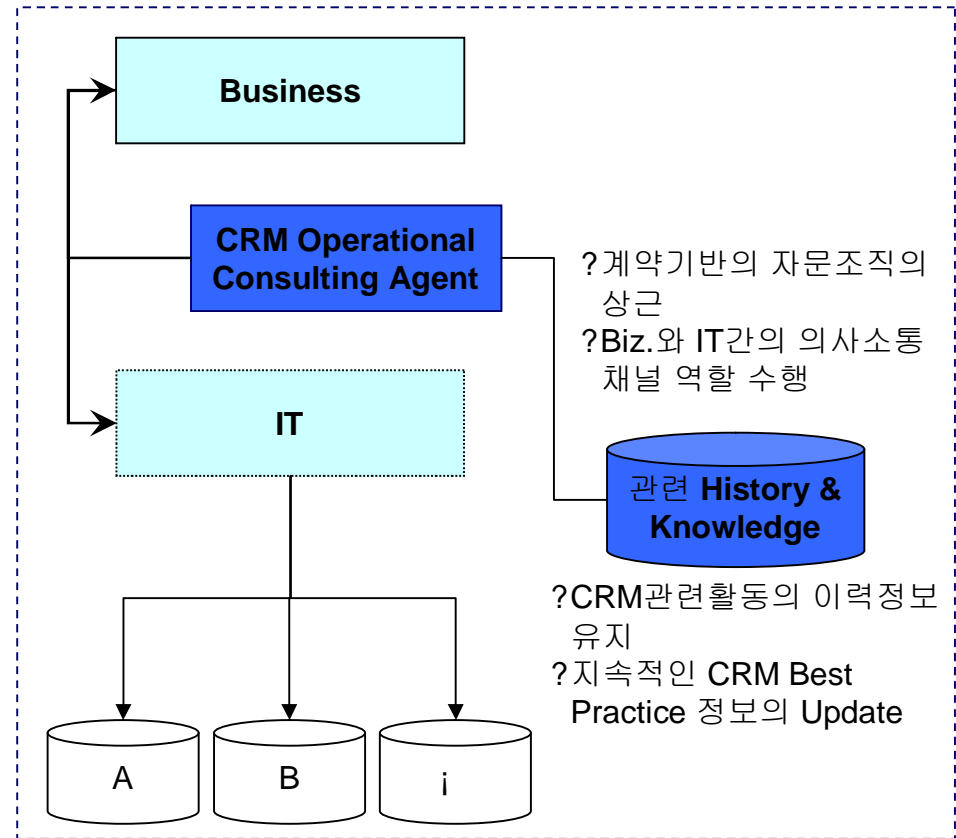 Business
CRM Operational
Consulting Agent
?계약기반의 자문조직의
상근
?Biz.와 IT간의 의사소통
채널 역할 수행
IT
관련 History &
Knowledge
?CRM관련활동의 이력정보
유지
?지속적인 CRM Best
Practice 정보의 Update
A
B
¡